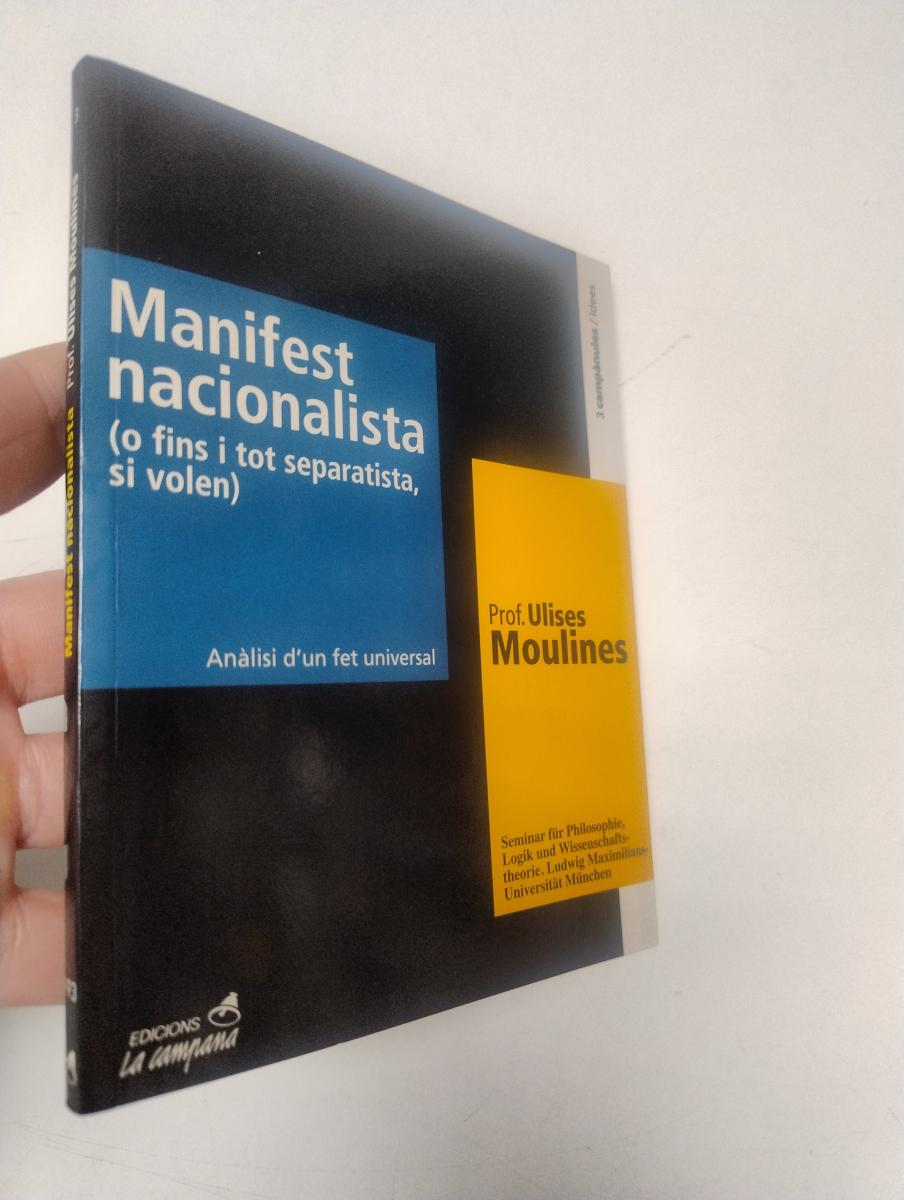 Manifest
nacionalista
(o fins i tot separatista,
si volen)
Anàlisi d'un fet universal
Prof. Ulises
Moulines
Seminar für Philosophie,
Logik und Wissenschafts-
theorie. Ludwig Maximilians-
Universität München
3 campànules / Idees
EDICIONS
La campana
Manifest nacionalista Prof. Ulises Moulines 3